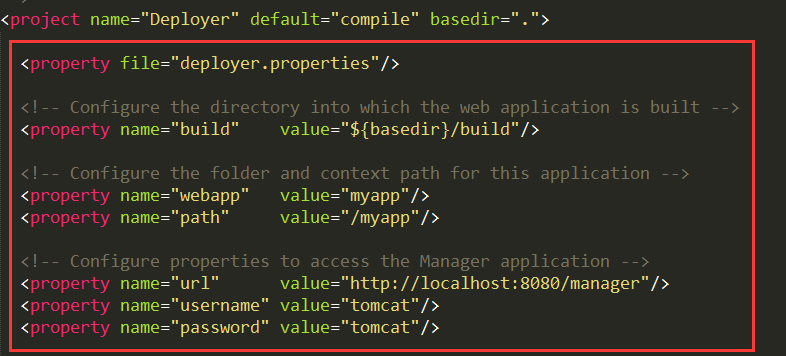 <project name="Deployer" default="compile" basedir=".">
<property file="deployer.properties"/>
<!-- Configure the directory into which the web application is built -->
<property name="build"    value="${basedir}/build"/>
<!-- Configure the folder and context path for this application -->
<property name="webapp"   value="myapp"/>
<property name="path"     value="/myapp"/>
<!-- Configure properties to access the Manager application -->
<property name="url"      value="http://localhost:8080/manager"/>
<property name="username" value="tomcat"/>
<property name="password" value="tomcat"/>